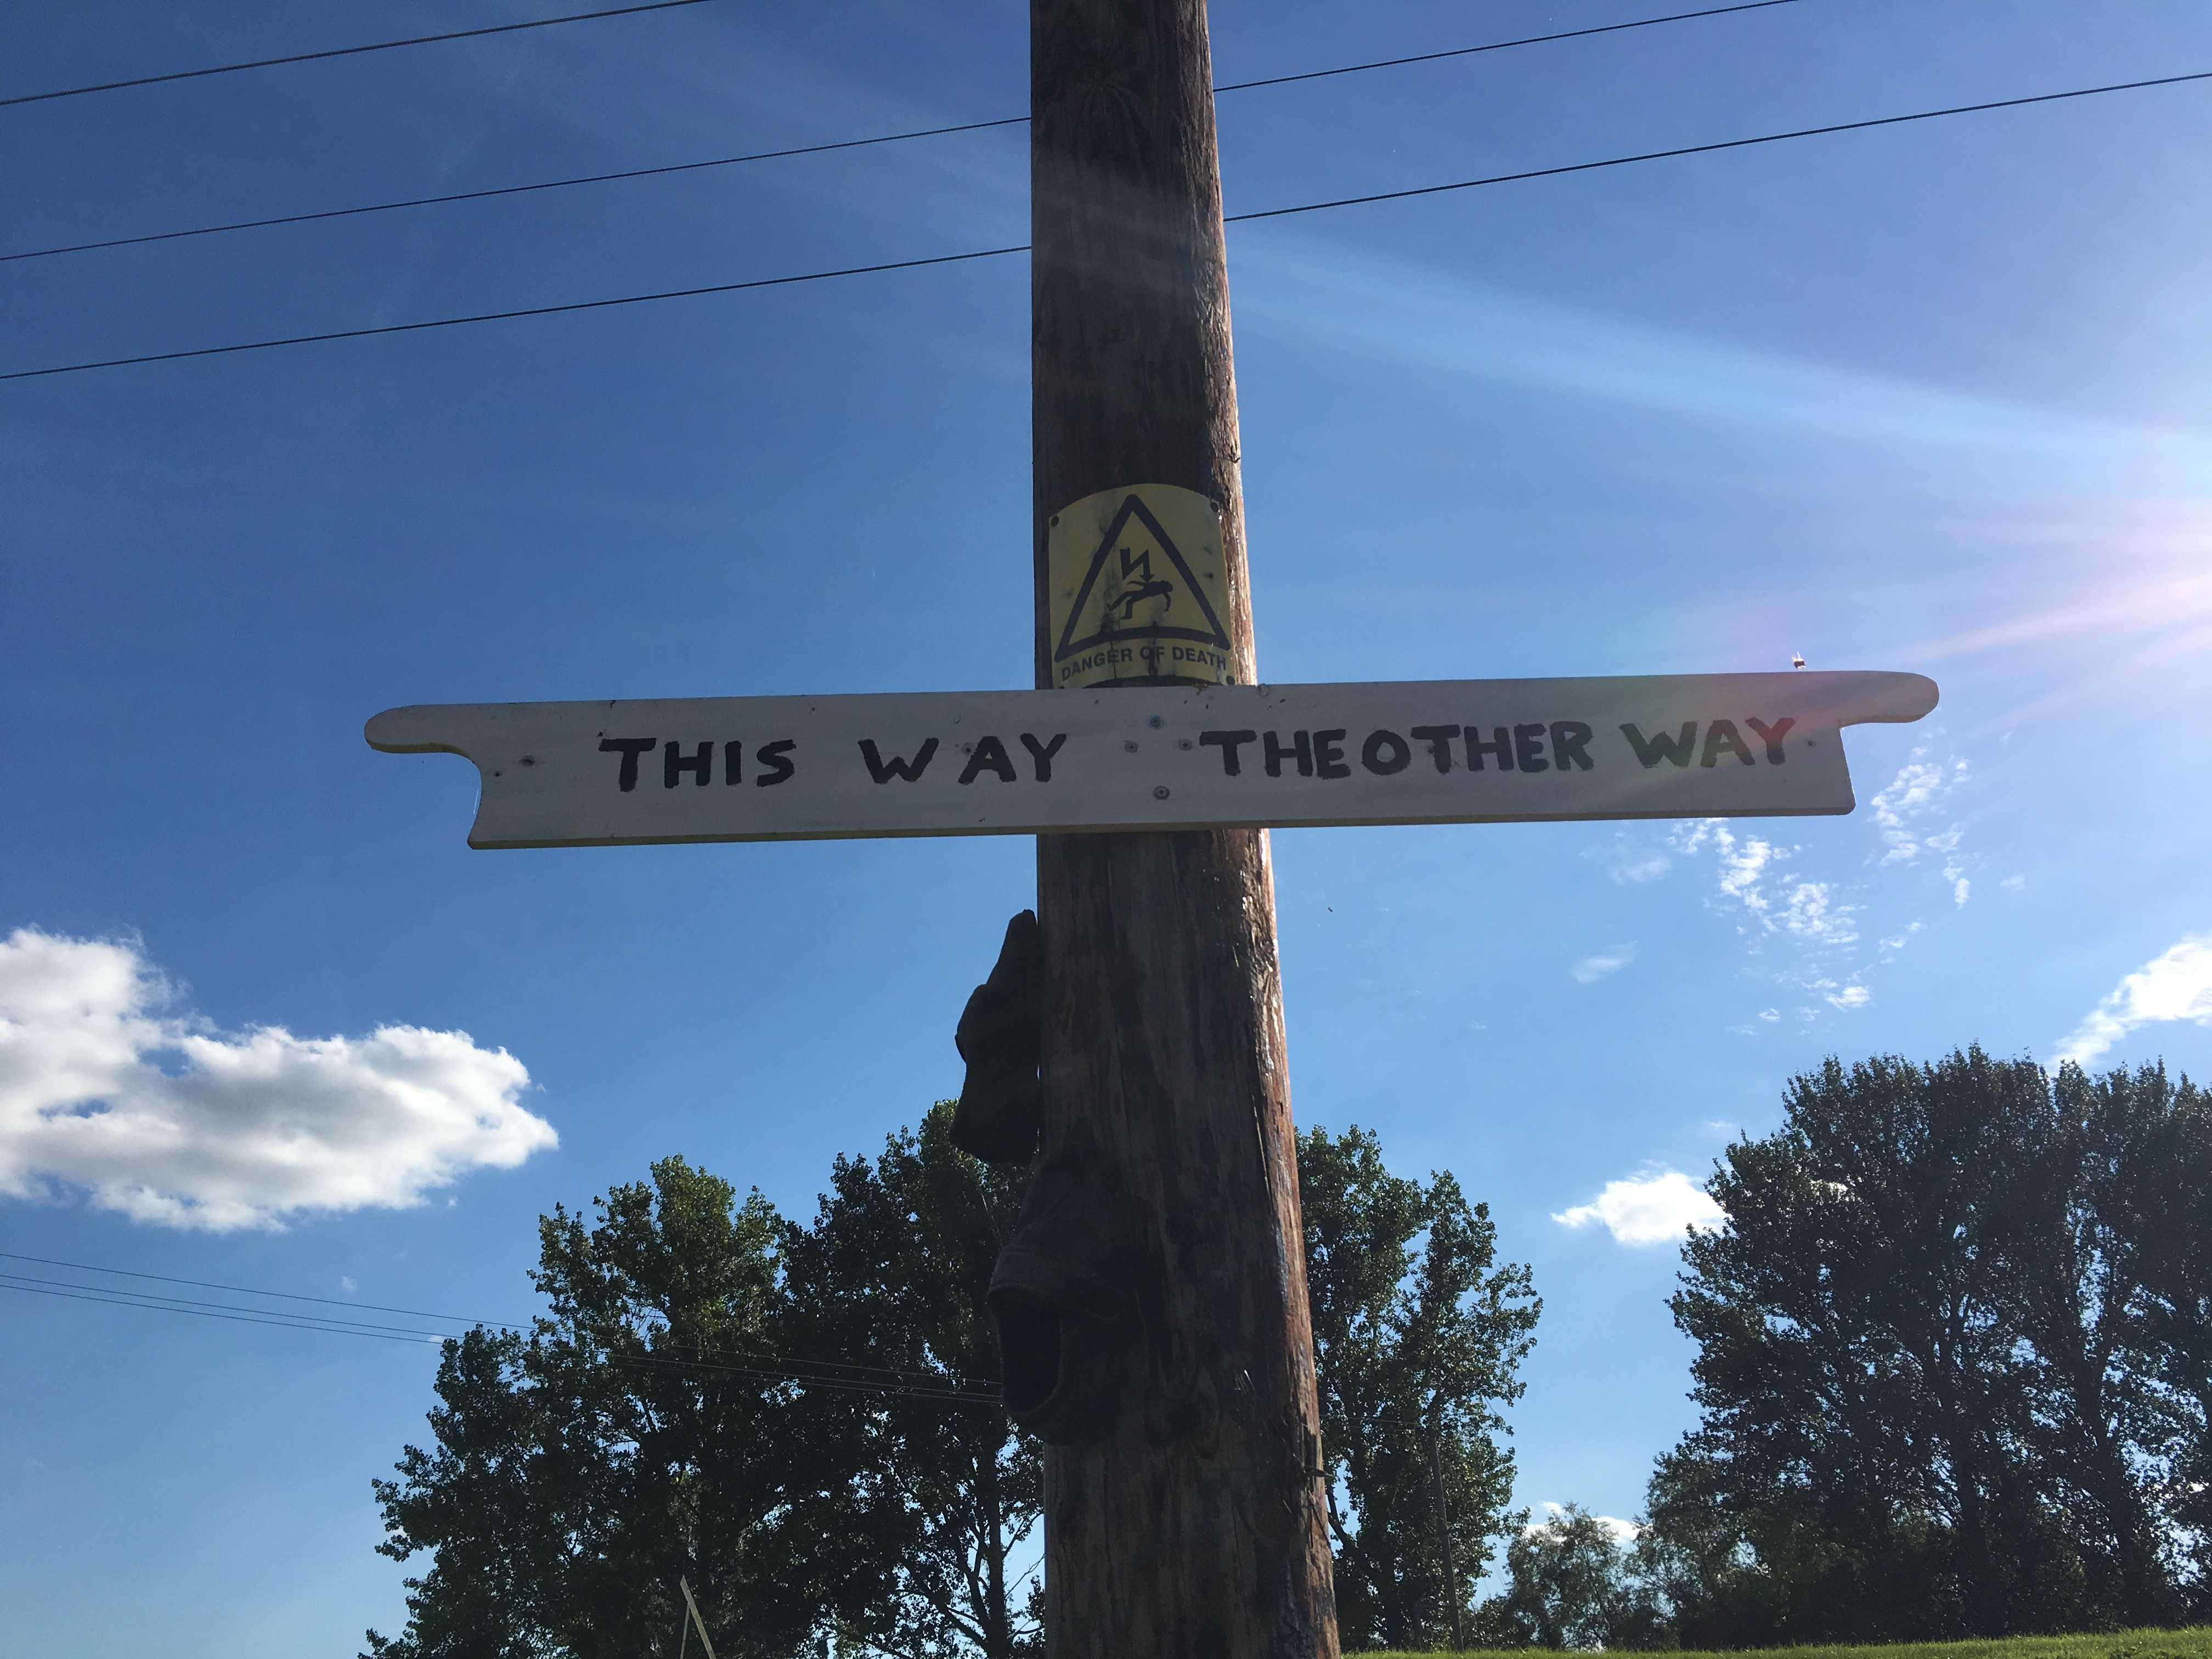 DANGER OF DEATH
THIS WAY THEOTHER WAY